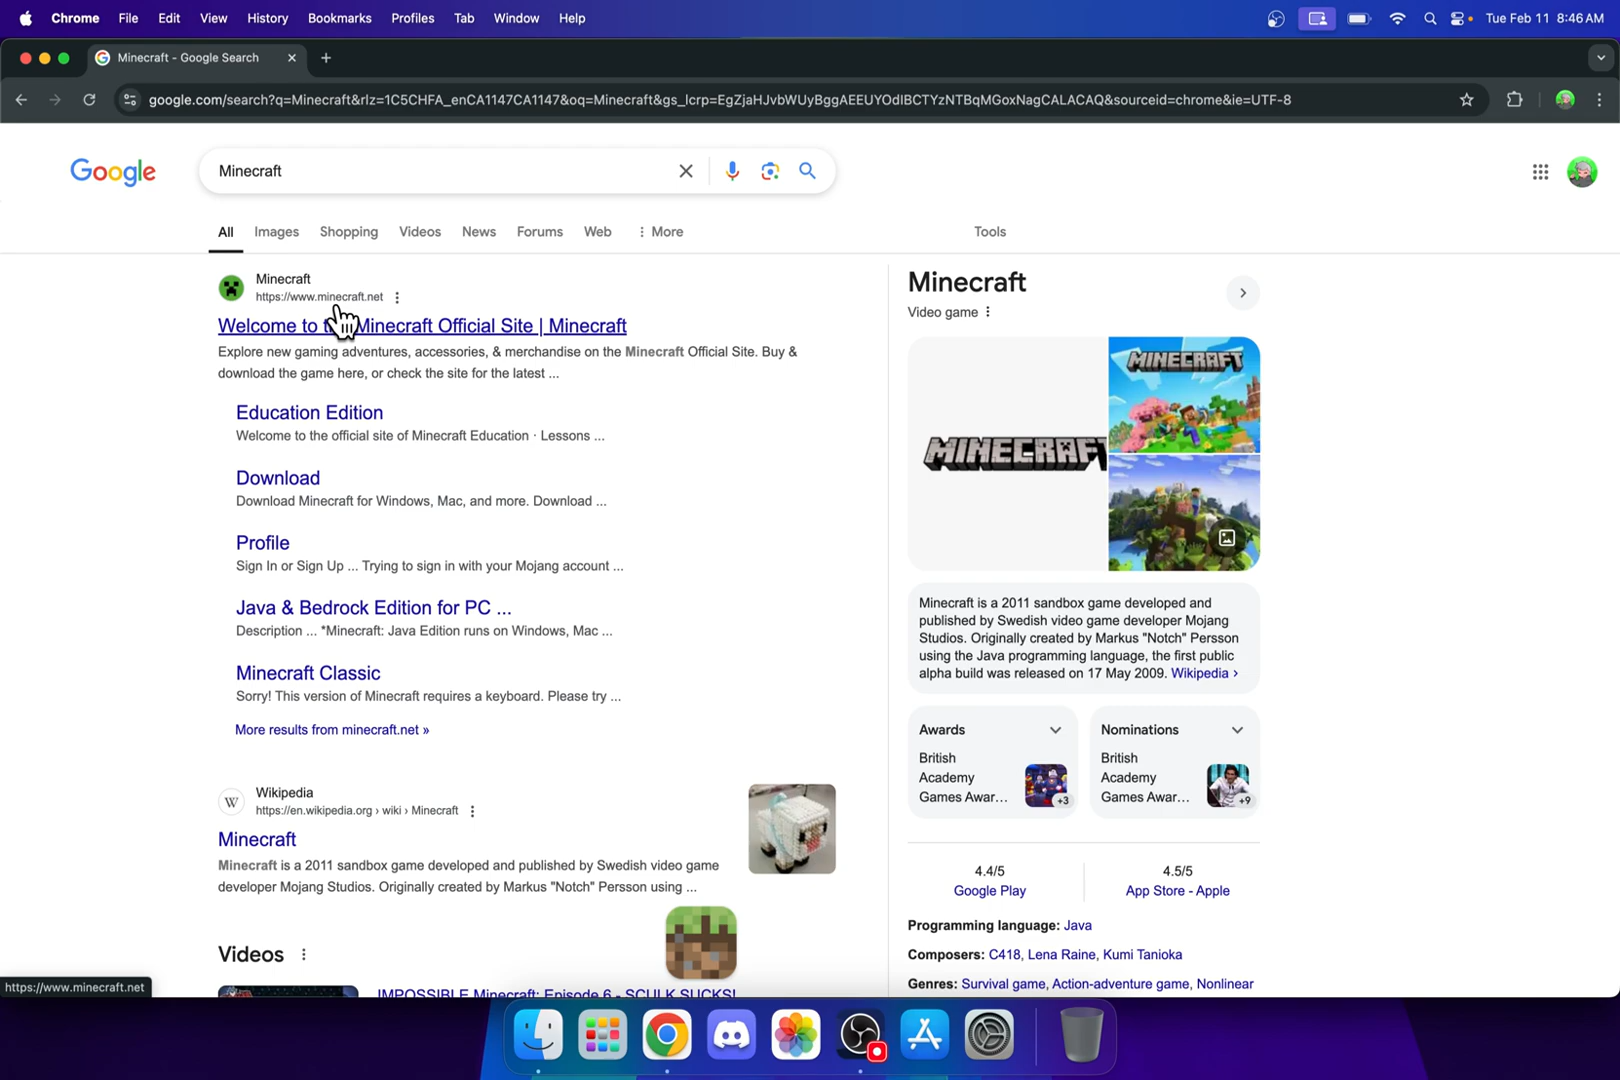 Chrome File Edit View History Bookmarks Profiles Tab Window Help Tue Feb 11 8:46 AM
Minecraft - Google Search
google.com/search?q=Minecraft&rlz=1C5CHFA_enCA1147CA1147&oq=Minecraft&gs_lcrp=EgZjaHJvbWUyBggAEEUYOdIBCTYzNTBqMGoxNagCALACAQ&sourceid=chrome&ie=UTF-8
Google
Minecraft
All Images Shopping Videos News Forums Web More Tools
Minecraft
https://www.minecraft.net
Welcome to the Minecraft Official Site | Minecraft
Explore new gaming adventures, accessories, & merchandise on the Minecraft Official Site. Buy &
download the game here, or check the site for the latest ...
Education Edition
Welcome to the official site of Minecraft Education · Lessons ...
Download
Download Minecraft for Windows, Mac, and more. Download ...
Profile
Sign In or Sign Up ... Trying to sign in with your Mojang account ...
Java & Bedrock Edition for PC ...
Description ... *Minecraft: Java Edition runs on Windows, Mac ...
Minecraft Classic
Sorry! This version of Minecraft requires a keyboard. Please try ...
More results from minecraft.net »
Wikipedia
https://en.wikipedia.org › wiki › Minecraft
Minecraft
Minecraft is a 2011 sandbox game developed and published by Swedish video game
developer Mojang Studios. Originally created by Markus "Notch" Persson using ...
Videos
IMPOSSIBLE Minecraft: Episode 6 - SCULK SUCKS!
https://www.minecraft.net
Minecraft
Video game
MINECRAFT
MINECRAFT
Minecraft is a 2011 sandbox game developed and
published by Swedish video game developer Mojang
Studios. Originally created by Markus "Notch" Persson
using the Java programming language, the first public
alpha build was released on 17 May 2009. Wikipedia ›
Awards
British
Academy
Games Awar...
+3
Nominations
British
Academy
Games Awar...
+9
4.4/5
Google Play
4.5/5
App Store - Apple
Programming language: Java
Composers: C418, Lena Raine, Kumi Tanioka
Genres: Survival game, Action-adventure game, Nonlinear